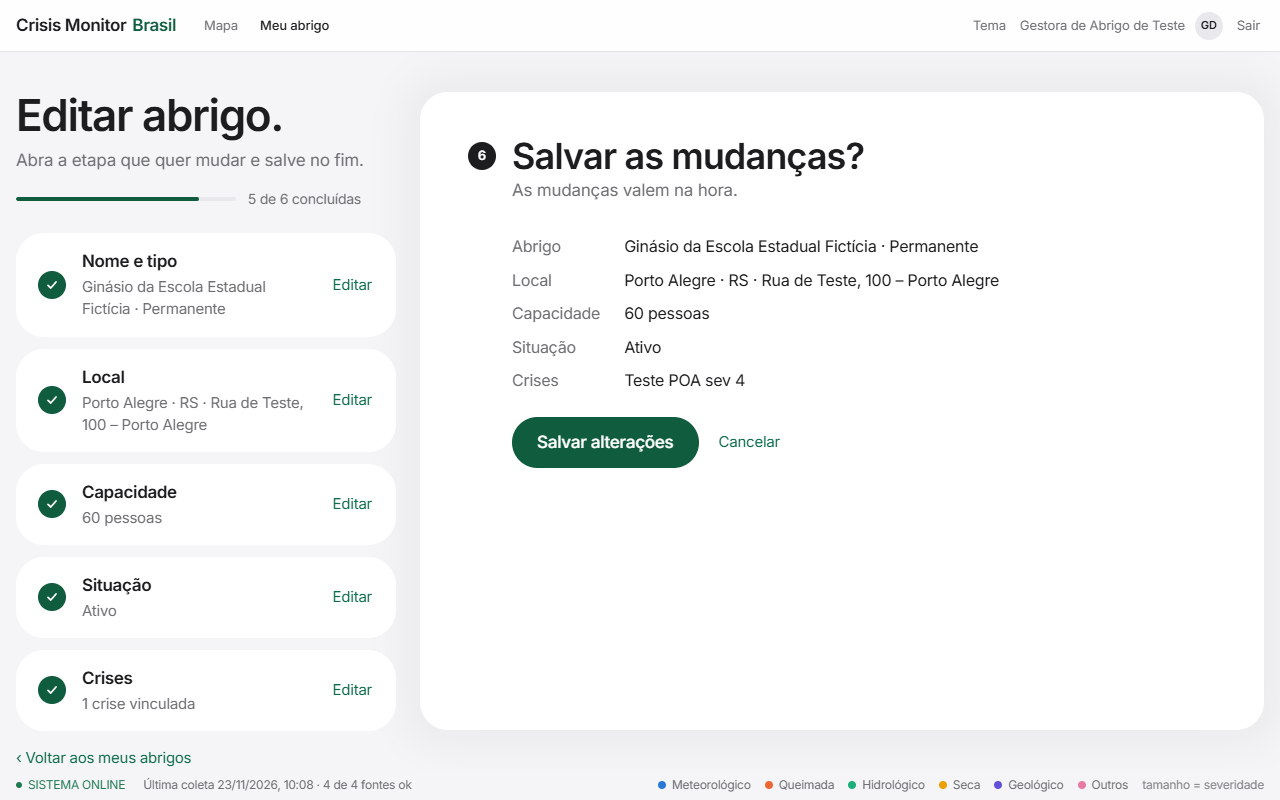 Crisis Monitor Brasil
Mapa
Meu abrigo
Tema
Gestora de Abrigo de Teste
GD
Sair
Editar abrigo.
Abra a etapa que quer mudar e salve no fim.
5 de 6 concluídas
Nome e tipo
Ginásio da Escola Estadual
Fictícia · Permanente
Editar
Local
Porto Alegre · RS · Rua de Teste,
100 – Porto Alegre
Editar
Capacidade
60 pessoas
Editar
Situação
Ativo
Editar
Crises
1 crise vinculada
Editar
‹ Voltar aos meus abrigos
6
Salvar as mudanças?
As mudanças valem na hora.
Abrigo Ginásio da Escola Estadual Fictícia · Permanente
Local Porto Alegre · RS · Rua de Teste, 100 – Porto Alegre
Capacidade 60 pessoas
Situação Ativo
Crises Teste POA sev 4
Salvar alterações
Cancelar
SISTEMA ONLINE
Última coleta 23/11/2026, 10:08 · 4 de 4 fontes ok
Meteorológico
Queimada
Hidrológico
Seca
Geológico
Outros
tamanho = severidade